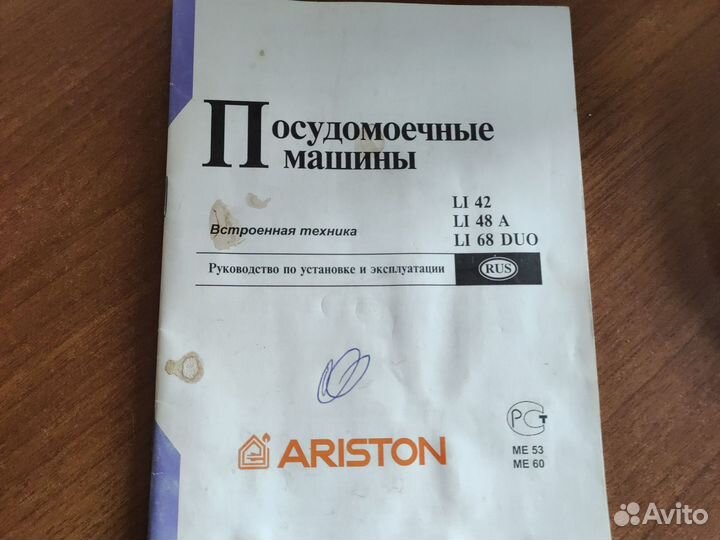 Посудомоечные
машины
LI 42
LI 48 A
Встроенная техника
LI 68 DUO
Руководство по установке и эксплуатации
RUS
ARISTON
РСТ
ME 53
ME 60
Avito